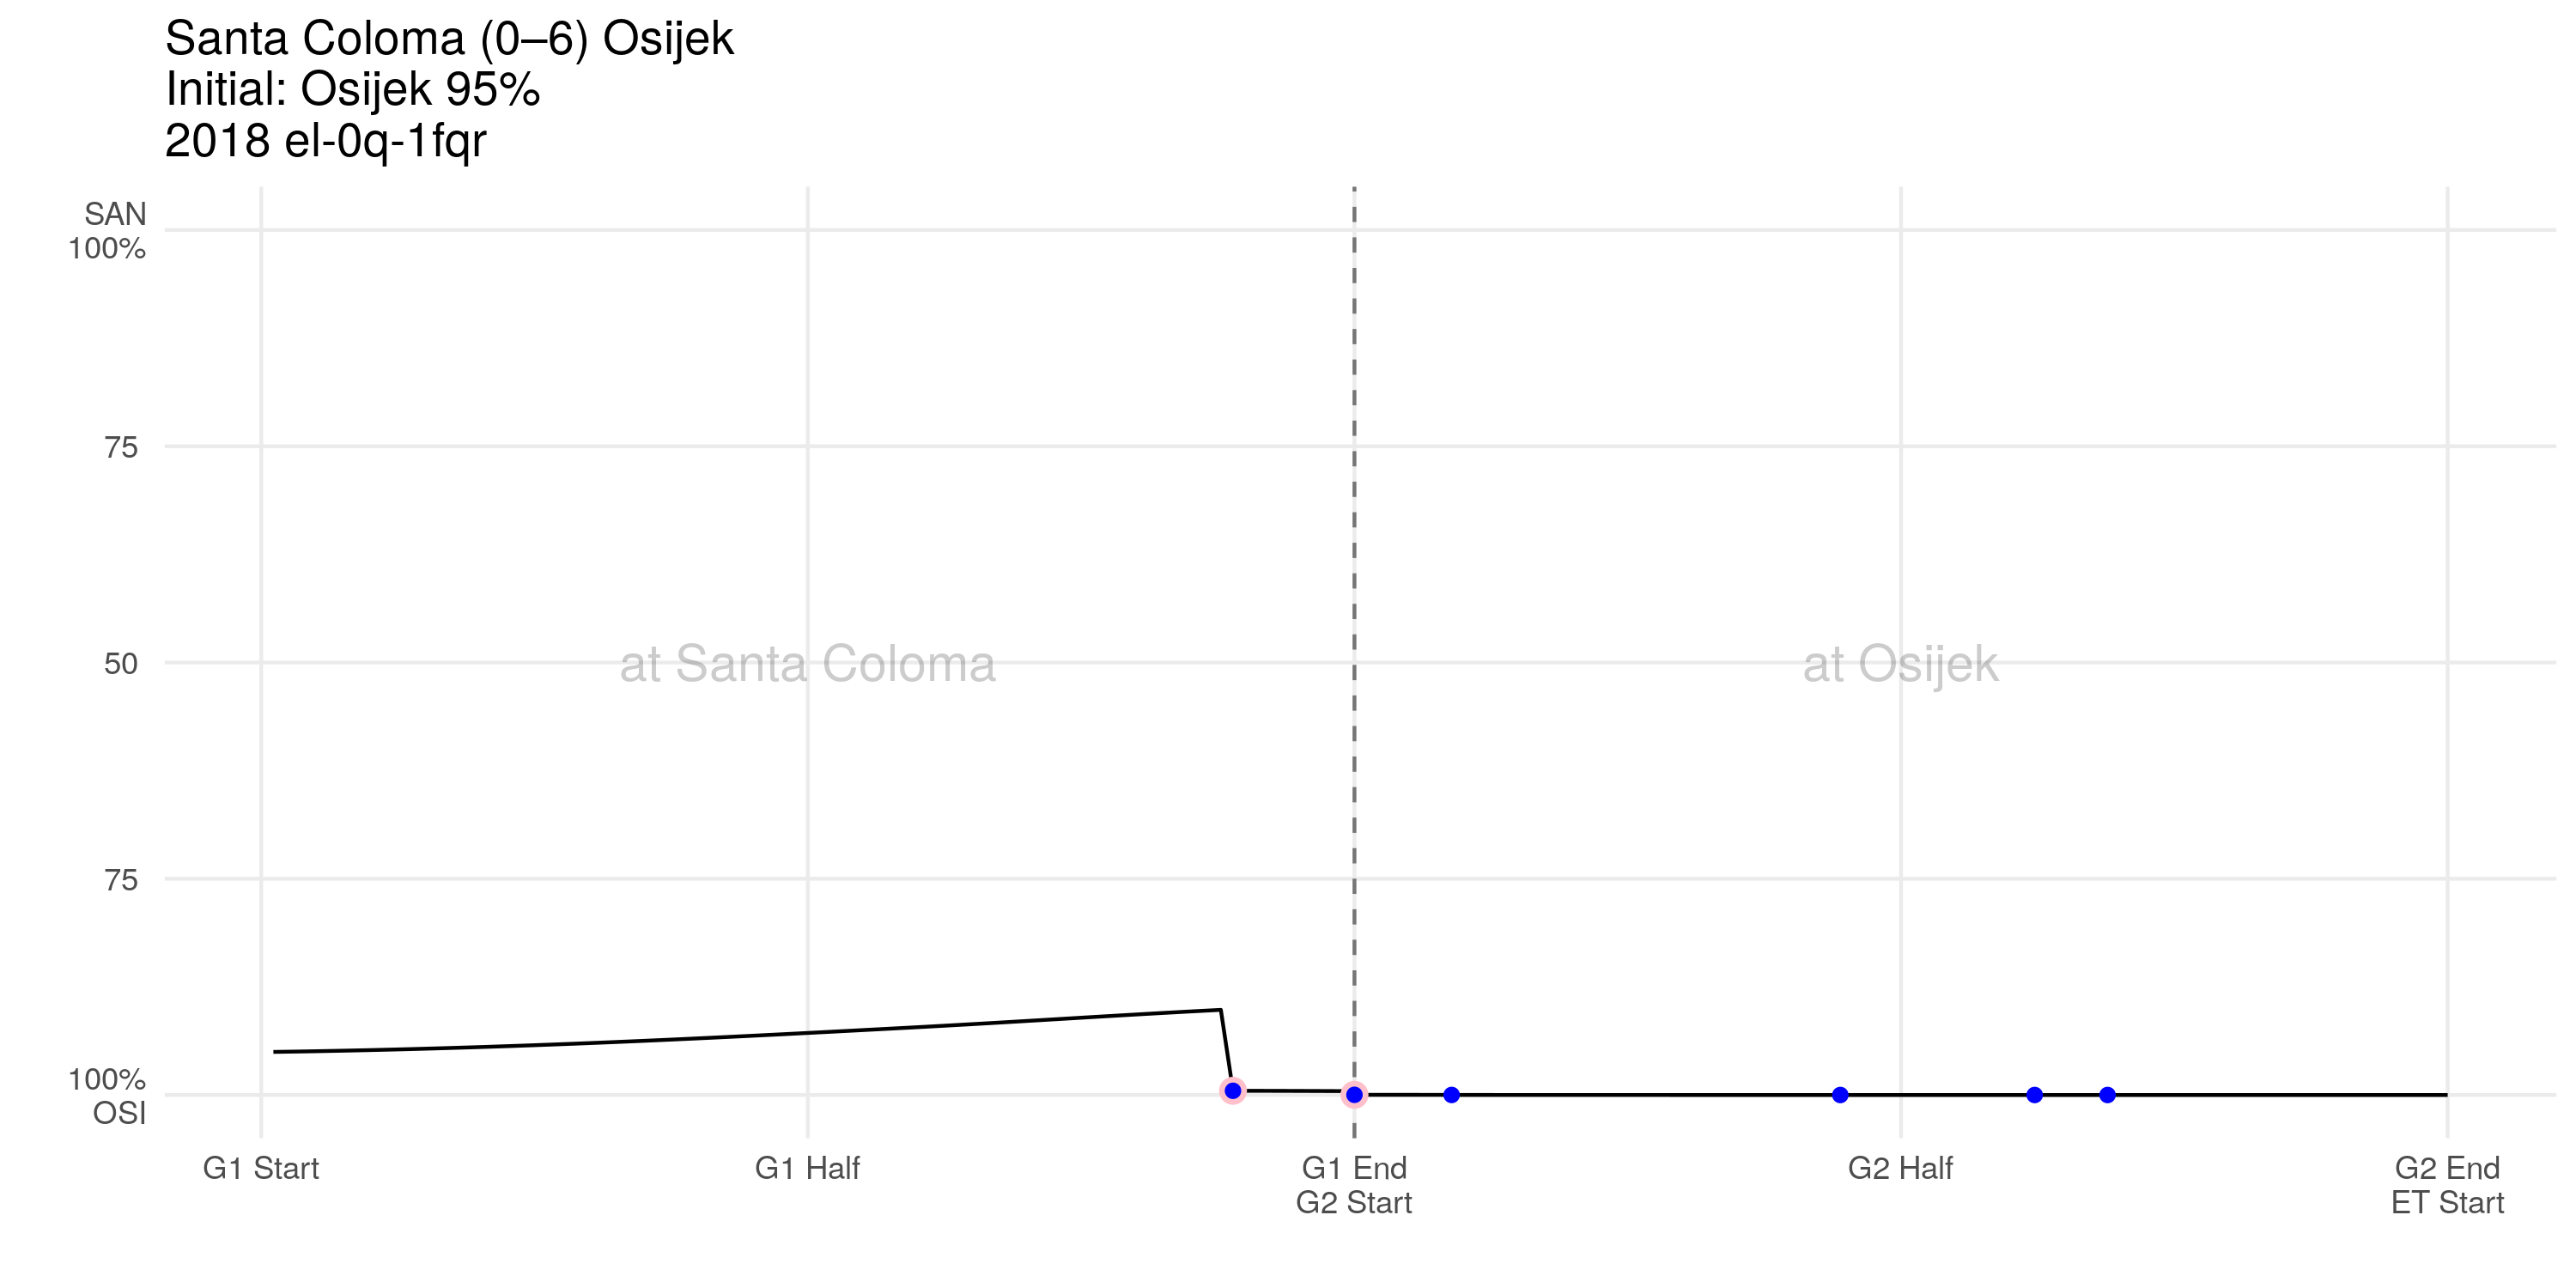 Santa Coloma (0–6) Osijek
Initial: Osijek 95%
2018 el-0q-1fqr
SAN
100%
75
50
at Santa Coloma
at Osijek
75
100%
OSI
G1 Start
G1 Half
G1 End
G2 Start
G2 Half
G2 End
ET Start